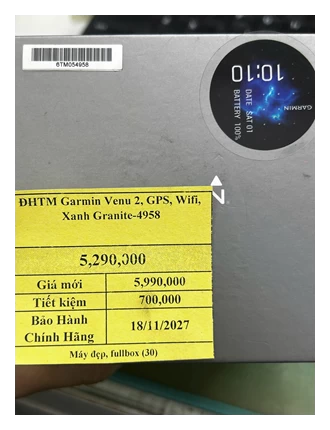 6TM054958
10:10
DATE SAT 01
BATTERY 100%
GARMIN
ĐHTM Garmin Venu 2, GPS, Wifi,
Xanh Granite-4958
5,290,000
Giá mới 5,990,000
Tiết kiệm 700,000
Bảo Hành
Chính Hãng 18/11/2027
Máy đẹp, fullbox (30)